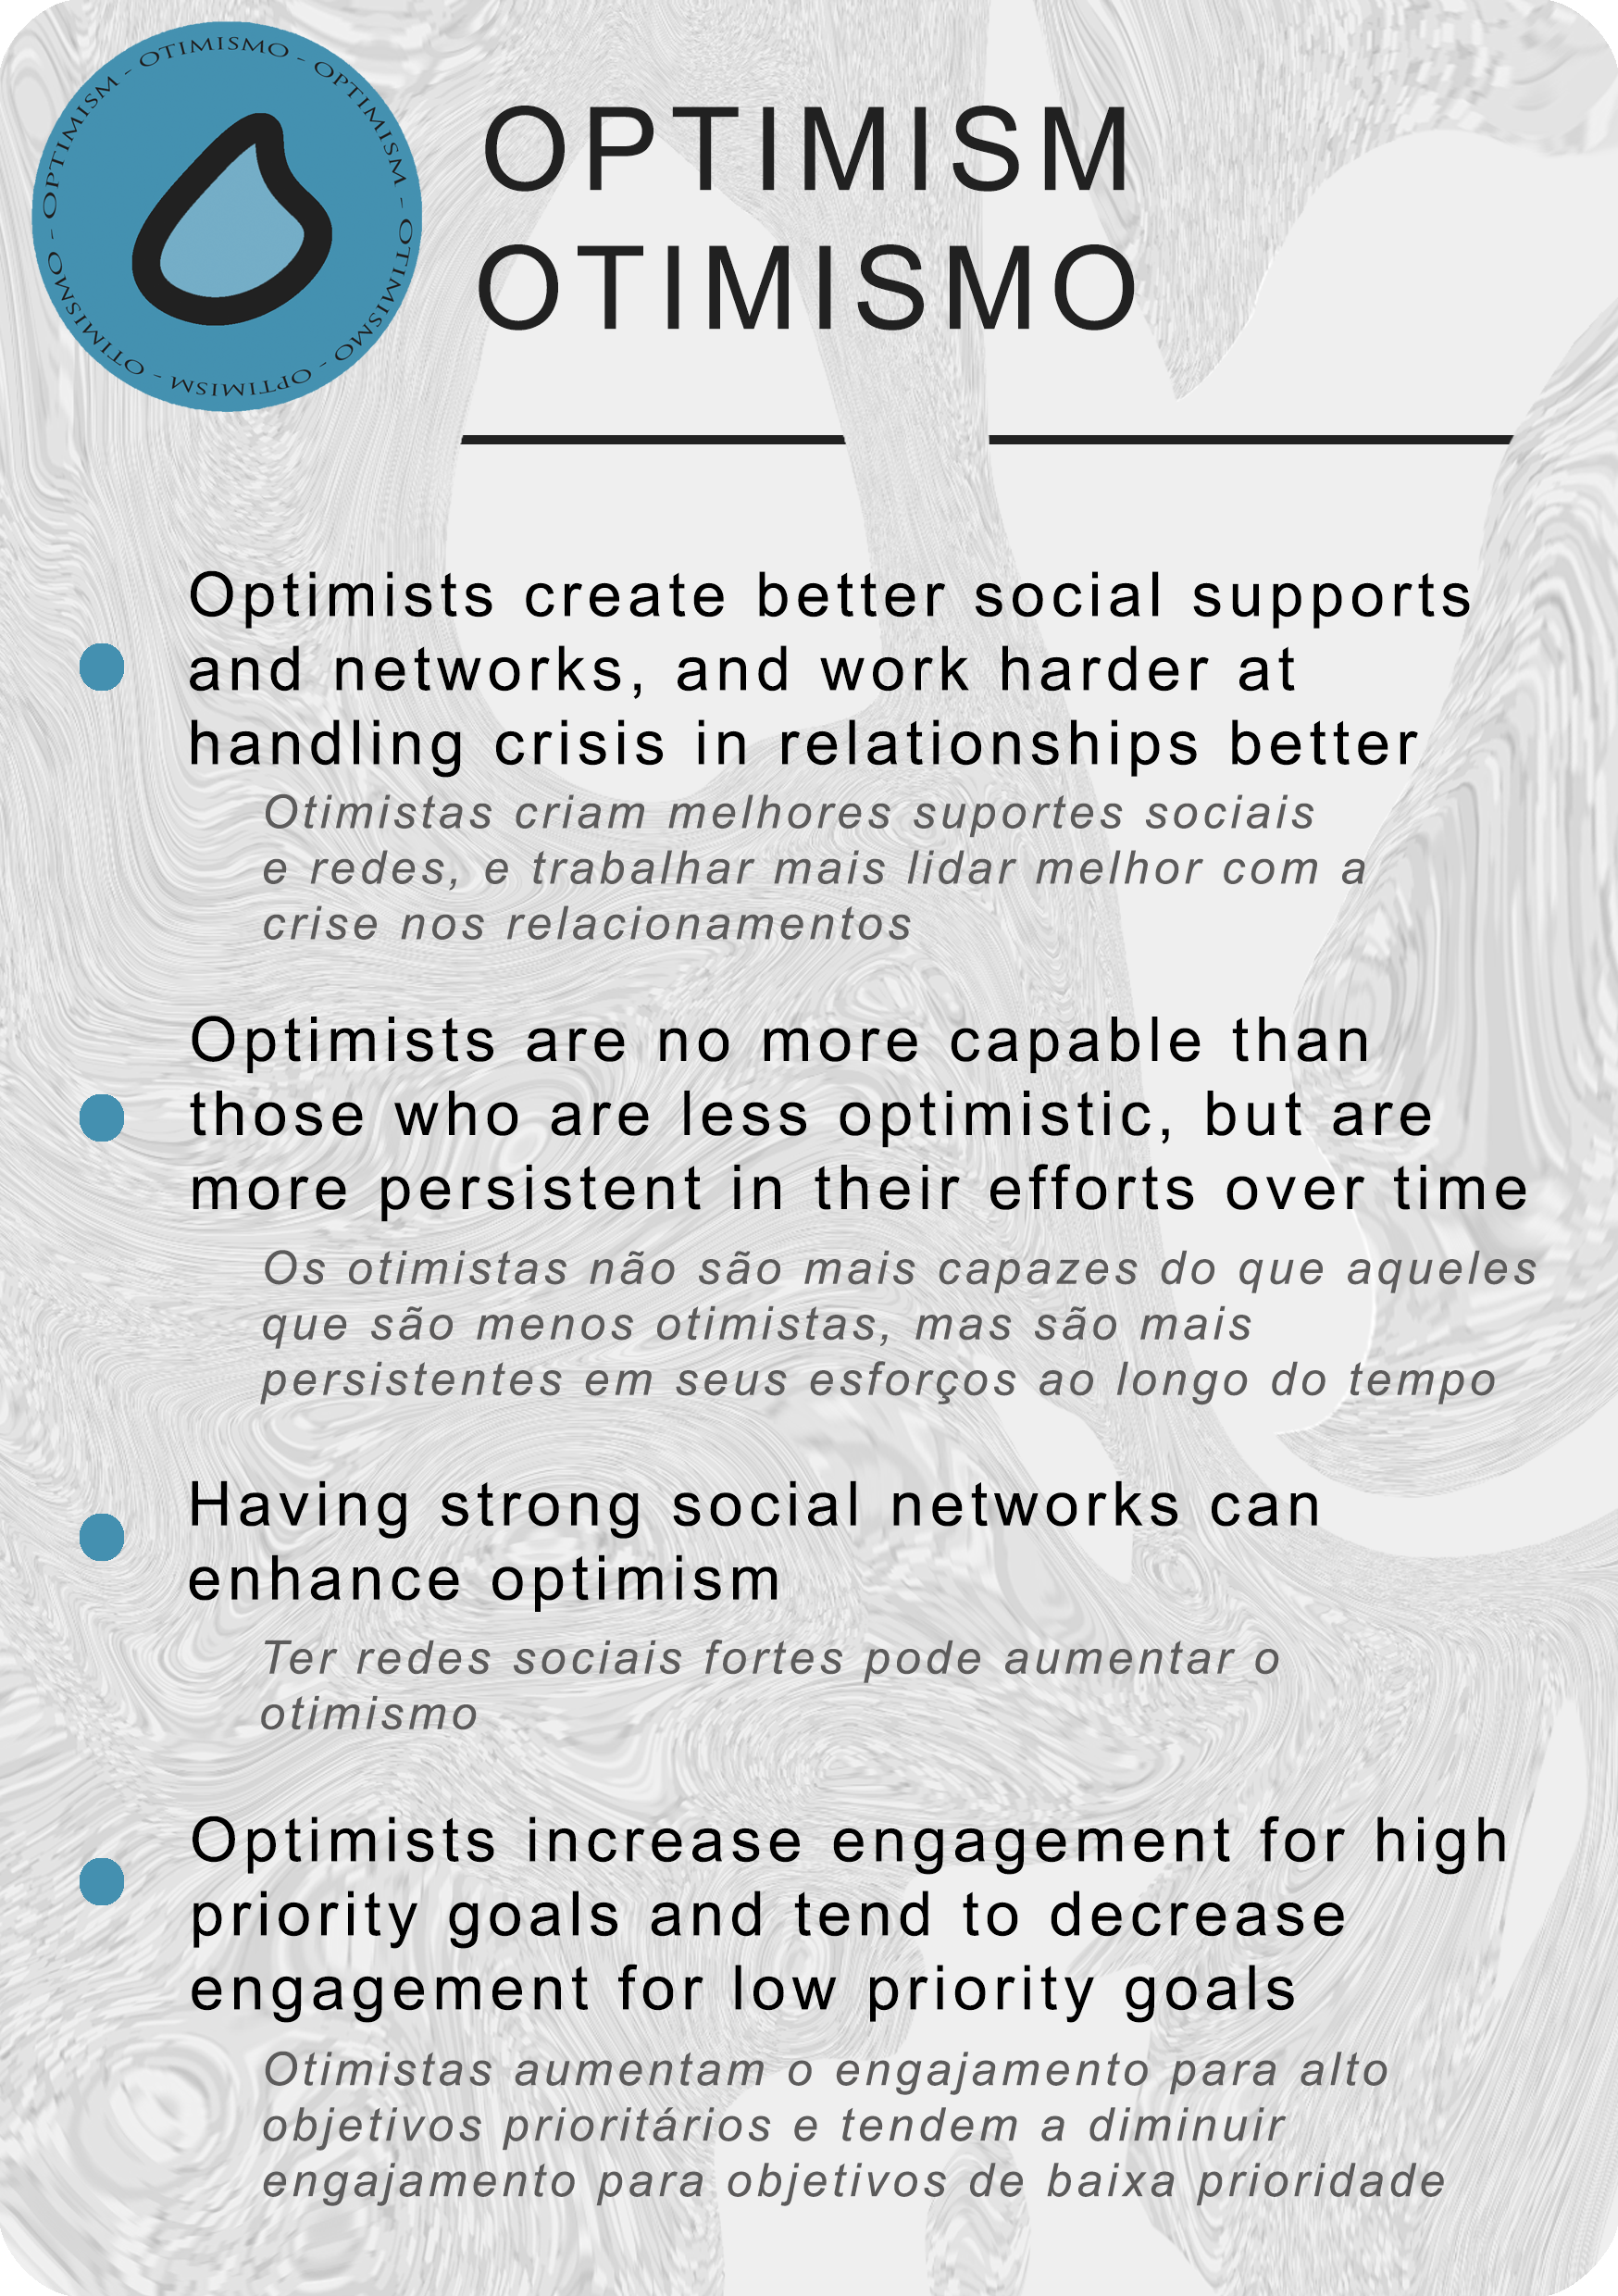 OTIMISMO - OPTIMISM - OTIMISMO - OPTIMISM - OTIMISMO - OPTIMISM -
OPTIMISM
OTIMISMO
Optimists create better social supports
and networks, and work harder at
handling crisis in relationships better
Otimistas criam melhores suportes sociais
e redes, e trabalhar mais lidar melhor com a
crise nos relacionamentos
Optimists are no more capable than
those who are less optimistic, but are
more persistent in their efforts over time
Os otimistas não são mais capazes do que aqueles
que são menos otimistas, mas são mais
persistentes em seus esforços ao longo do tempo
Having strong social networks can
enhance optimism
Ter redes sociais fortes pode aumentar o
otimismo
Optimists increase engagement for high
priority goals and tend to decrease
engagement for low priority goals
Otimistas aumentam o engajamento para alto
objetivos prioritários e tendem a diminuir
engajamento para objetivos de baixa prioridade